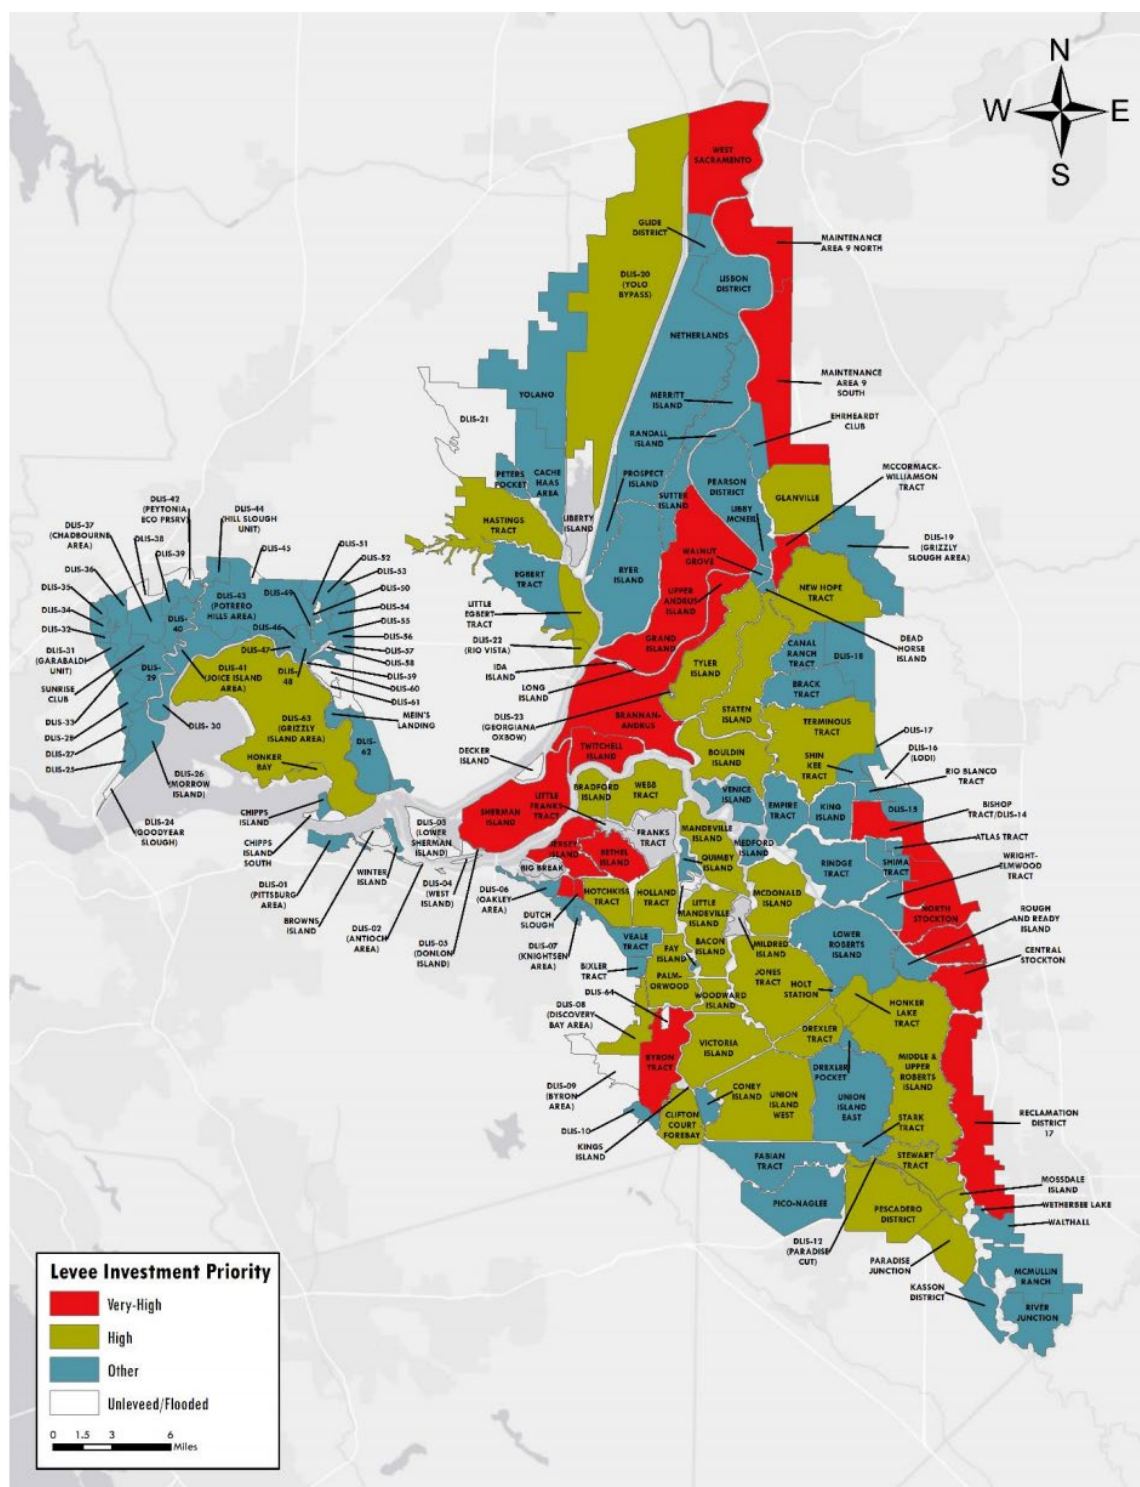 N
W
E
S
WEST
SACRAMENTO
GLIDE
DISTRICT
MAINTENANCE
AREA 9 NORTH
DLIS-20
(YOLO
BYPASS)
LISBON
DISTRICT
NETHERLANDS
MAINTENANCE
AREA 9
SOUTH
YOLANO
MERRITT
ISLAND
EHRHEARDT
CLUB
DLIS-21
RANDALL
ISLAND
MCCORMACK-
WILLIAMSON
TRACT
PETERS
POCKET
CACHE
HAAS
AREA
PROSPECT
ISLAND
PEARSON
DISTRICT
GLANVILLE
SUTTER
ISLAND
LIBBY
MCNEIL
HASTINGS
TRACT
LIBERTY
ISLAND
DLIS-19
(GRIZZLY
SLOUGH AREA)
WALNUT
GROVE
EGBERT
TRACT
RYER
ISLAND
UPPER
ANDRUS
ISLAND
NEW HOPE
TRACT
LITTLE
EGBERT
TRACT
GRAND
ISLAND
DEAD
HORSE
ISLAND
DLIS-22
(RIO VISTA)
CANAL
RANCH
TRACT
DLIS-18
IDA
ISLAND
LONG
ISLAND
TYLER
ISLAND
BRACK
TRACT
DLIS-23
(GEORGIANA
OXBOW)
BRANNAN-
ANDRUS
STATEN
ISLAND
TERMINOUS
TRACT
DLIS-17
DLIS-16
(LODI)
DECKER
ISLAND
TWITCHELL
ISLAND
BOULDIN
ISLAND
SHIN
KEE
TRACT
RIO BLANCO
TRACT
DLIS-42
(PEYTONIA
ECO PRSRV)
DLIS-44
(HILL SLOUGH
UNIT)
DLIS-37
(CHADBOURNE
AREA)
DLIS-38
DLIS-39
DLIS-45
DLIS-51
DLIS-52
DLIS-53
DLIS-36
DLIS-35
DLIS-34
DLIS-32
DLIS-31
(GARABALDI
UNIT)
SUNRISE
CLUB
DLIS-33
DLIS-28
DLIS-27
DLIS-25
DLIS-40
DLIS-43
(POTRERO
HILLS AREA)
DLIS-49
DLIS-50
DLIS-54
DLIS-55
DLIS-56
DLIS-57
DLIS-58
DLIS-59
DLIS-60
DLIS-61
DLIS-46
DLIS-47
DLIS-48
DLIS-29
DLIS-41
(JOICE ISLAND
AREA)
DLIS-30
DLIS-63
(GRIZZLY
ISLAND AREA)
MEIN'S
LANDING
DLIS-62
HONKER
BAY
DLIS-26
(MORROW
ISLAND)
DLIS-24
(GOODYEAR
SLOUGH)
CHIPPS
ISLAND
CHIPPS
ISLAND
SOUTH
DLIS-01
(PITTSBURG
AREA)
BROWNS
ISLAND
WINTER
ISLAND
DLIS-02
(ANTIOCH
AREA)
DLIS-03
(LOWER
SHERMAN
ISLAND)
DLIS-04
(WEST
ISLAND)
DLIS-05
(DONLON
ISLAND)
SHERMAN
ISLAND
LITTLE
FRANKS
TRACT
BRADFORD
ISLAND
WEBB
TRACT
VENICE
ISLAND
EMPIRE
TRACT
KING
ISLAND
DLIS-15
BISHOP
TRACT/DLIS-14
JERSEY
ISLAND
BETHEL
ISLAND
FRANKS
TRACT
MANDEVILLE
ISLAND
MEDFORD
ISLAND
ATLAS TRACT
BIG BREAK
QUIMBY
ISLAND
RINDGE
TRACT
SHIMA
TRACT
WRIGHT-
ELMWOOD
TRACT
DLIS-06
(OAKLEY
AREA)
HOTCHKISS
TRACT
HOLLAND
TRACT
MCDONALD
ISLAND
DUTCH
SLOUGH
LITTLE
MANDEVILLE
ISLAND
NORTH
STOCKTON
ROUGH
AND READY
ISLAND
DLIS-07
(KNIGHTSEN
AREA)
VEALE
TRACT
BACON
ISLAND
MILDRED
ISLAND
LOWER
ROBERTS
ISLAND
CENTRAL
STOCKTON
BIXLER
TRACT
FAY
ISLAND
PALM-
ORWOOD
JONES
TRACT
HOLT
STATION
DLIS-64
WOODWARD
ISLAND
HONKER
LAKE
TRACT
DLIS-08
(DISCOVERY
BAY AREA)
DREXLER
TRACT
BYRON
TRACT
VICTORIA
ISLAND
DREXLER
POCKET
MIDDLE &
UPPER
ROBERTS
ISLAND
DLIS-09
(BYRON
AREA)
CONEY
ISLAND
UNION
ISLAND
WEST
UNION
ISLAND
EAST
DLIS-10
CLIFTON
COURT
FOREBAY
STARK
TRACT
RECLAMATION
DISTRICT
17
KINGS
ISLAND
FABIAN
TRACT
STEWART
TRACT
MOSSDALE
ISLAND
PICO-NAGLEE
PESCADERO
DISTRICT
WETHERBEE LAKE
WALTHALL
DLIS-12
(PARADISE
CUT)
PARADISE
JUNCTION
MCMULLIN
RANCH
KASSON
DISTRICT
RIVER
JUNCTION
Levee Investment Priority
Very-High
High
Other
Unleveed/Flooded
0 1.5 3 6
Miles